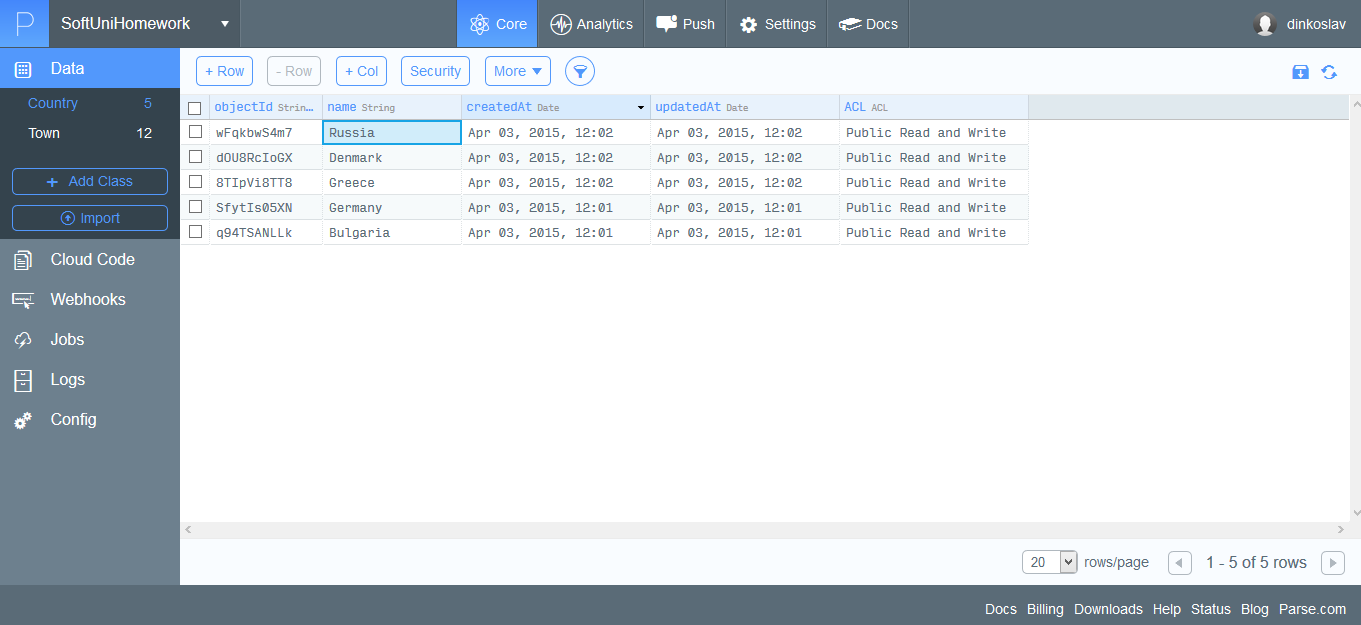 P SoftUniHomework Core Analytics Push Settings Docs dinkoslav
Data + Row - Row + Col Security More
Country 5
Town 12
+ Add Class
Import
Cloud Code
Webhooks
Jobs
Logs
Config
objectId Strin... name String createdAt Date updatedAt Date ACL ACL
wFqkbwS4m7 Russia Apr 03, 2015, 12:02 Apr 03, 2015, 12:02 Public Read and Write
dOU8RcIoGX Denmark Apr 03, 2015, 12:02 Apr 03, 2015, 12:02 Public Read and Write
8TIpVi8TT8 Greece Apr 03, 2015, 12:02 Apr 03, 2015, 12:02 Public Read and Write
SfytIs05XN Germany Apr 03, 2015, 12:01 Apr 03, 2015, 12:01 Public Read and Write
q94TSANLLk Bulgaria Apr 03, 2015, 12:01 Apr 03, 2015, 12:01 Public Read and Write
20 rows/page 1 - 5 of 5 rows
Docs Billing Downloads Help Status Blog Parse.com